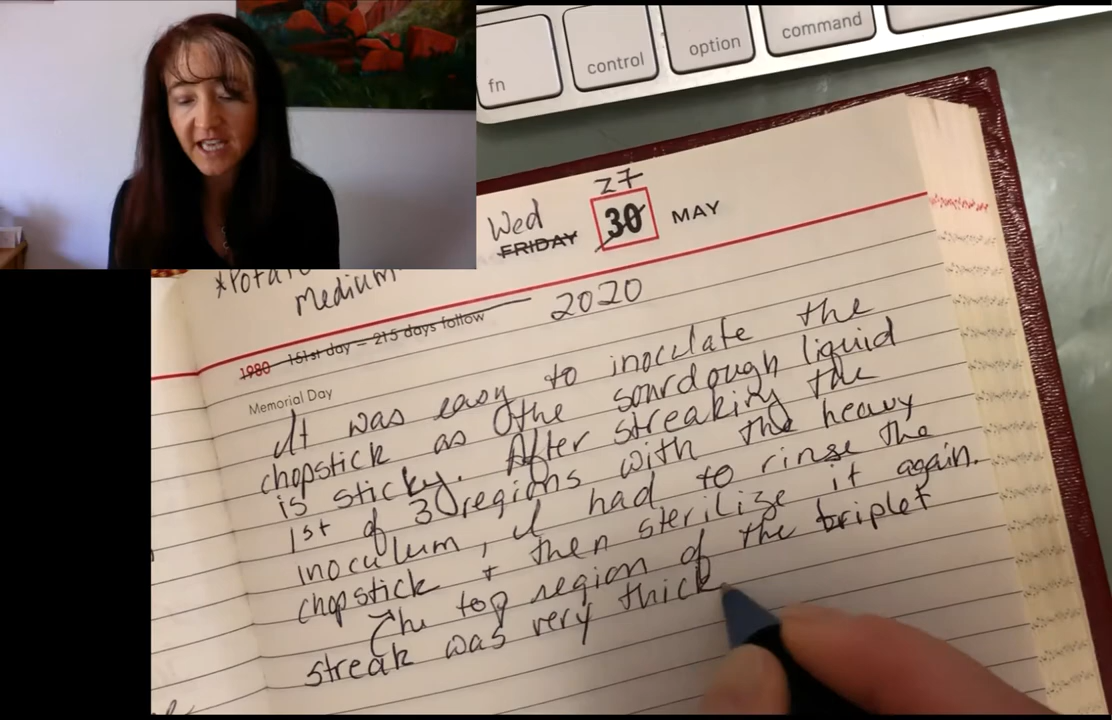 fn
control
option
command
Wed 27
FRIDAY 30 MAY
Medium
2020
1980 151st day – 215 days follow
Memorial Day
It was easy to inoculate the
chopstick as the sourdough liquid
is sticky. After streaking the
1st of 3 regions with the heavy
inoculum, I had to rinse the
chopstick + then sterilize it again.
The top region of the triplet
streak was very thick